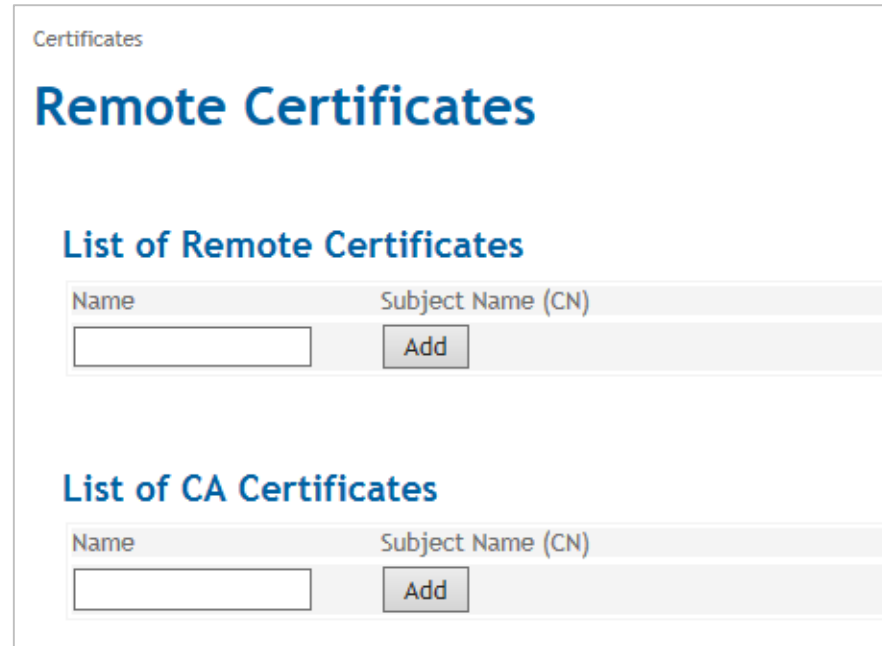 Certificates
Remote Certificates
List of Remote Certificates
Name Subject Name (CN)
Add
List of CA Certificates
Name Subject Name (CN)
Add